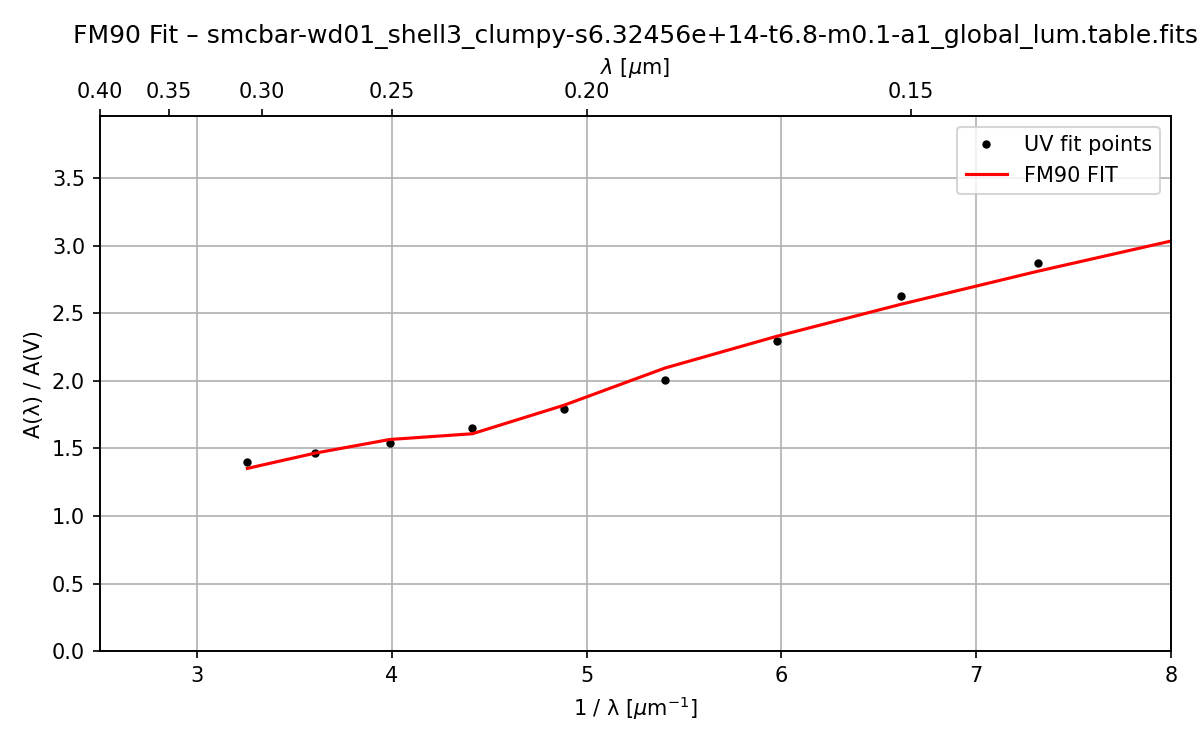 FM90 Fit – smcbar-wd01_shell3_clumpy-s6.32456e+14-t6.8-m0.1-a1_global_lum.table.fits
λ [μm]
0.40 0.35 0.30 0.25 0.20 0.15
UV fit points
FM90 FIT
3.5
3.0
2.5
2.0
1.5
1.0
0.5
0.0
A(λ) / A(V)
3 4 5 6 7 8
1 / λ [μm⁻¹]